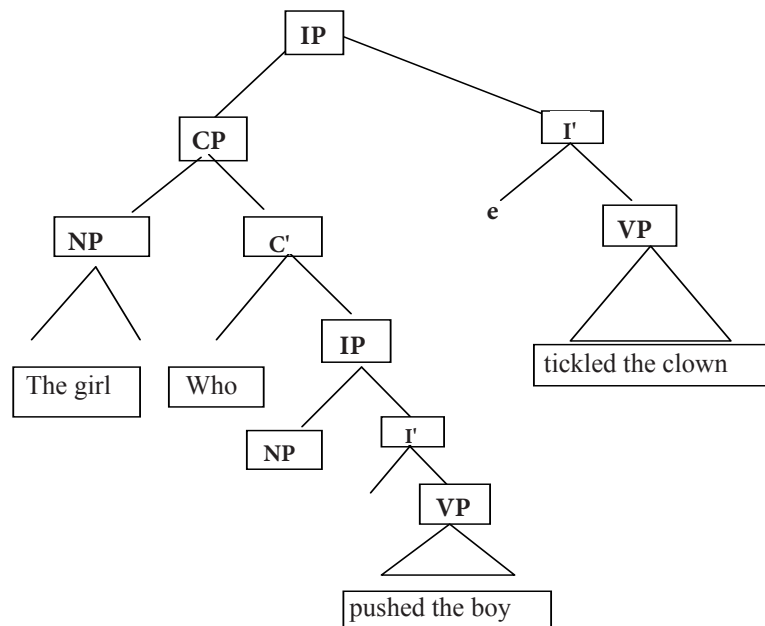 IP
CP
I'
e
NP
C'
VP
IP
The girl
Who
tickled the clown
NP
I'
VP
pushed the boy